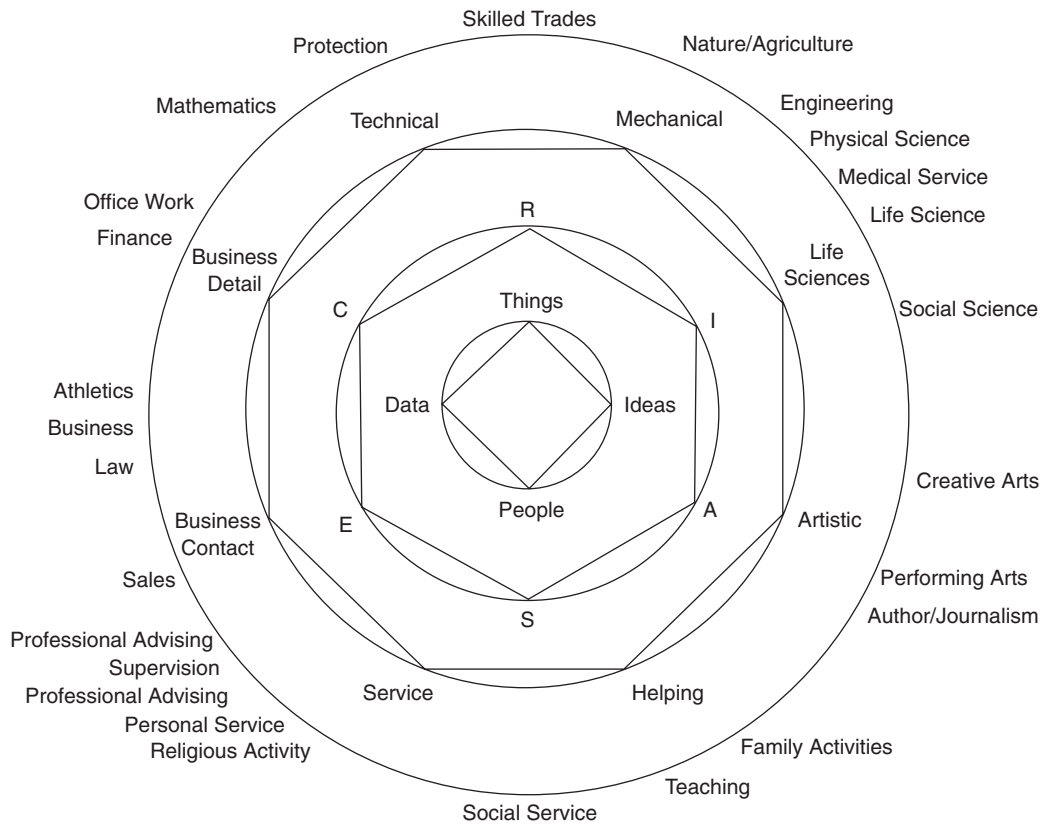 Skilled Trades
Protection
Nature/Agriculture
Mathematics
Engineering
Technical
Mechanical
Physical Science
Medical Service
Office Work
Life Science
Finance
R
Business
Detail
Life
Sciences
Things
C
I
Social Science
Athletics
Data
Ideas
Business
Law
Creative Arts
People
E
A
Business
Contact
Artistic
Sales
Performing Arts
S
Author/Journalism
Professional Advising
Supervision
Service
Helping
Professional Advising
Personal Service
Religious Activity
Family Activities
Teaching
Social Service